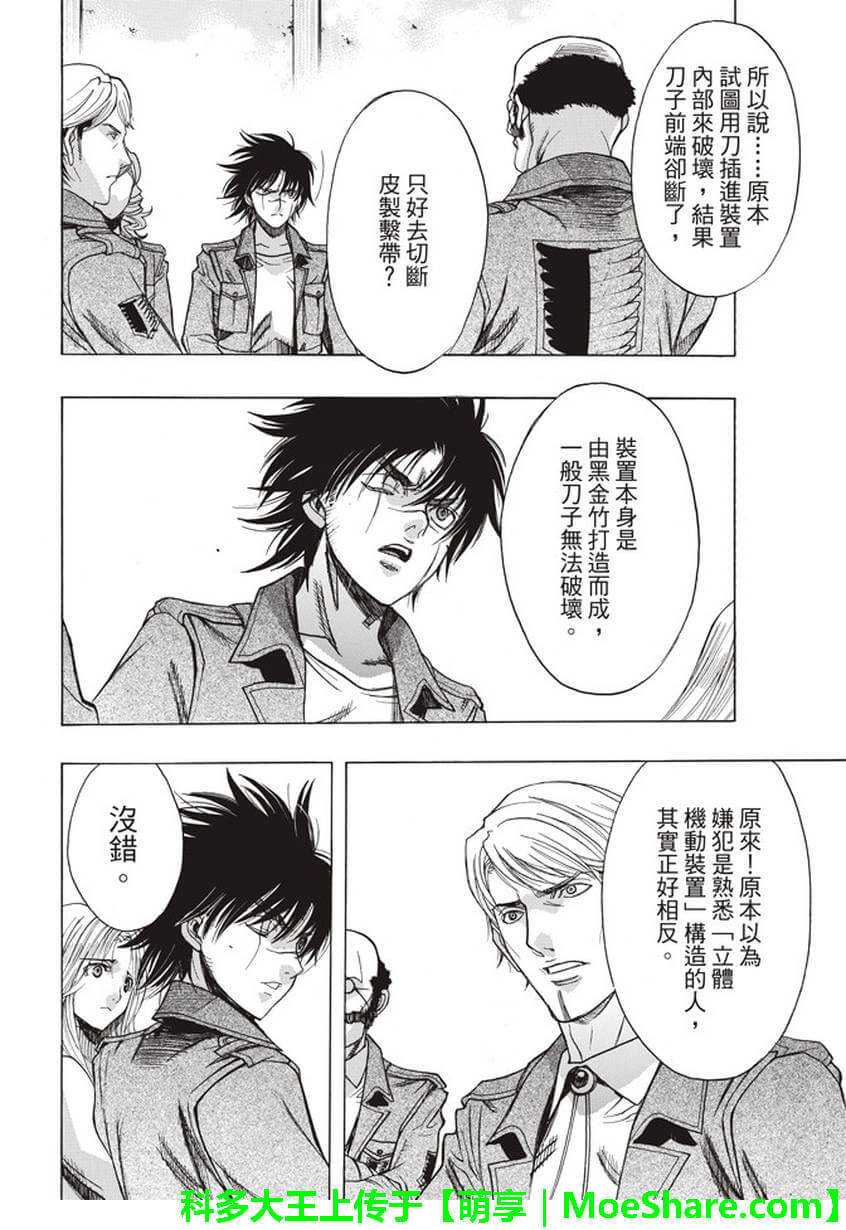 所以說……原本
試圖用刀插進裝置
內部來破壞，結果
刀子前端卻斷了，
只好去切斷
皮製繫帶？
裝置本身是
由黑金竹打造而成，
一般刀子無法破壞。
原來！原本以為
嫌犯是熟悉「立體
機動裝置」構造的人，
其實正好相反。
沒錯。
科多大王上传于【萌享｜MoeShare.com】